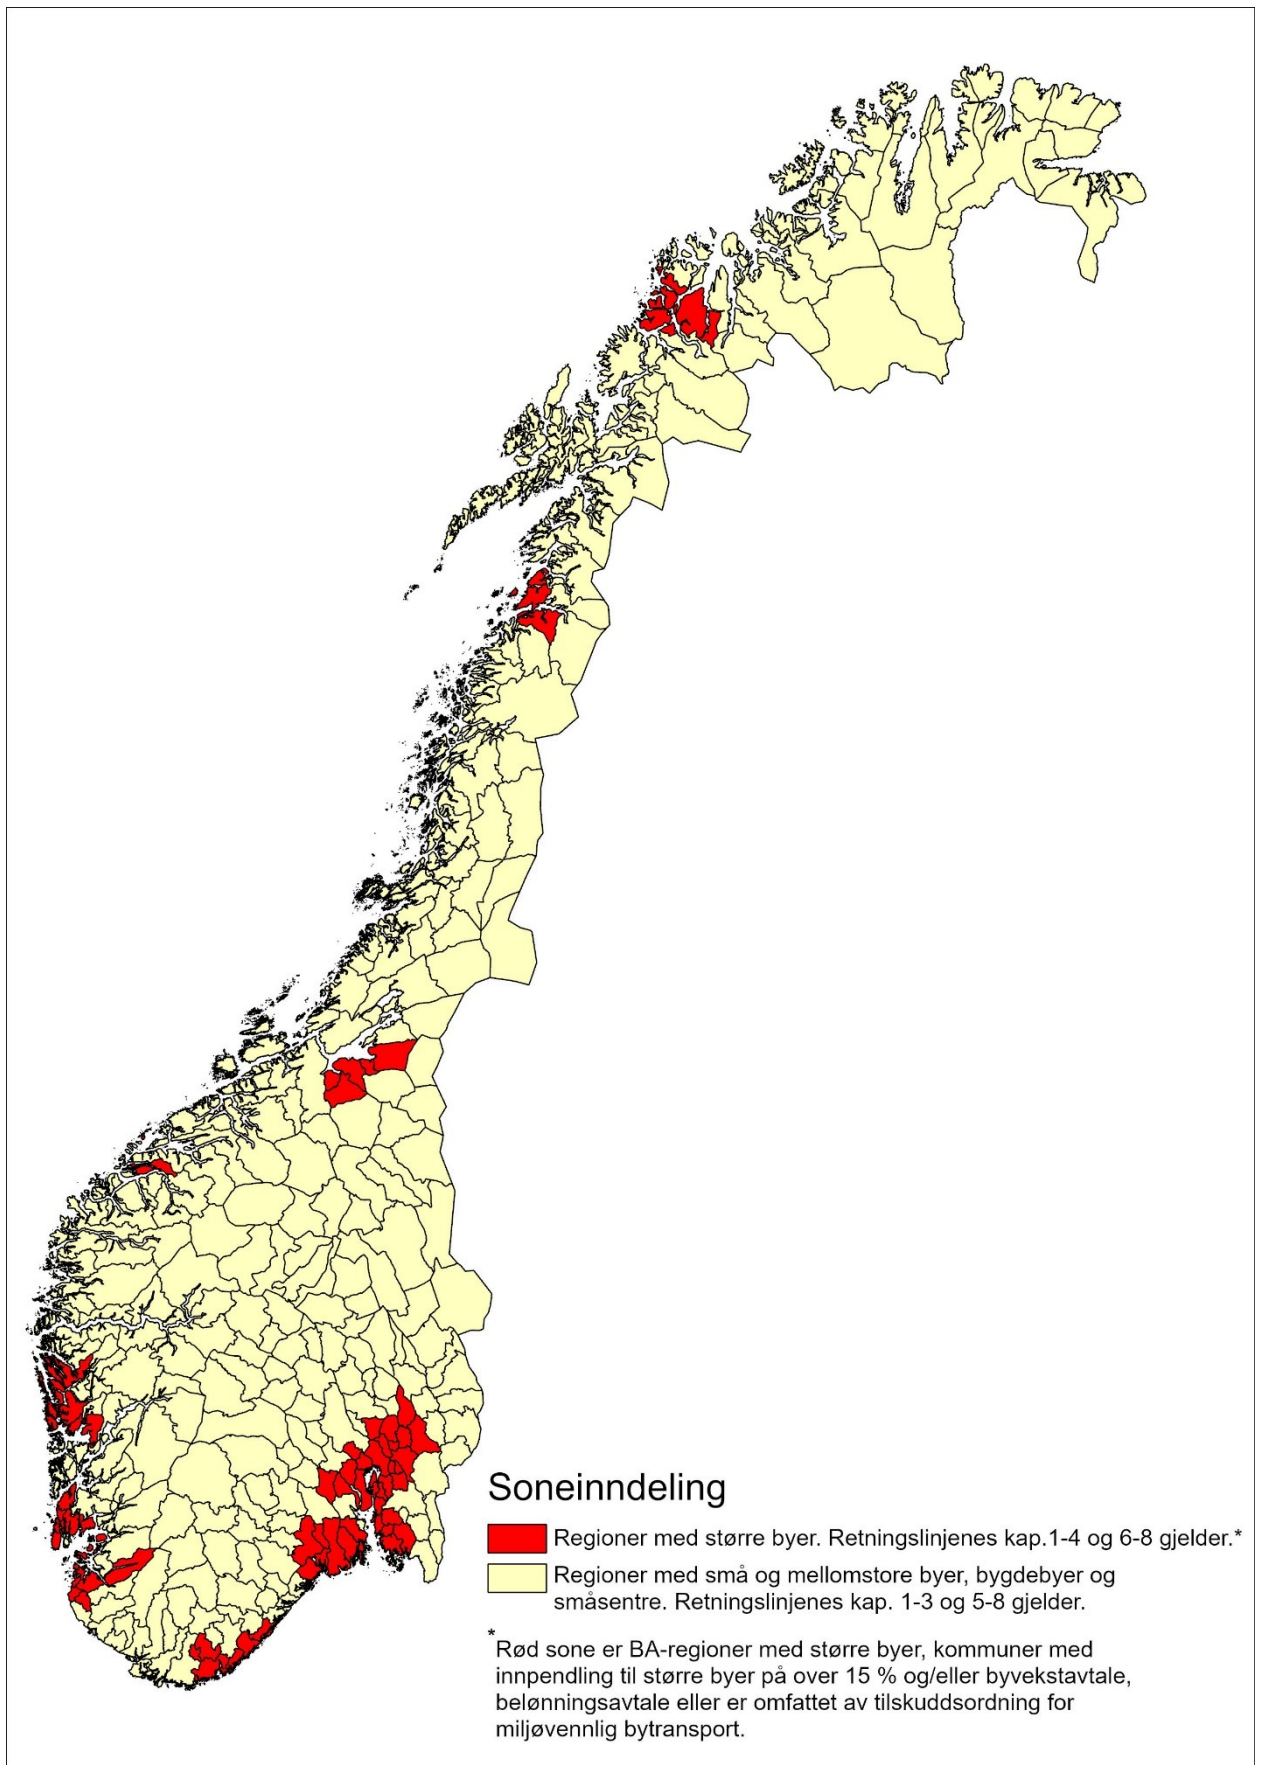 Soneinndeling
Regioner med større byer. Retningslinjenes kap.1-4 og 6-8 gjelder.*
Regioner med små og mellomstore byer, bygdebyer og
småsentre. Retningslinjenes kap. 1-3 og 5-8 gjelder.
*Rød sone er BA-regioner med større byer, kommuner med
innpendling til større byer på over 15 % og/eller byvekstavtale,
belønningsavtale eller er omfattet av tilskuddsordning for
miljøvennlig bytransport.